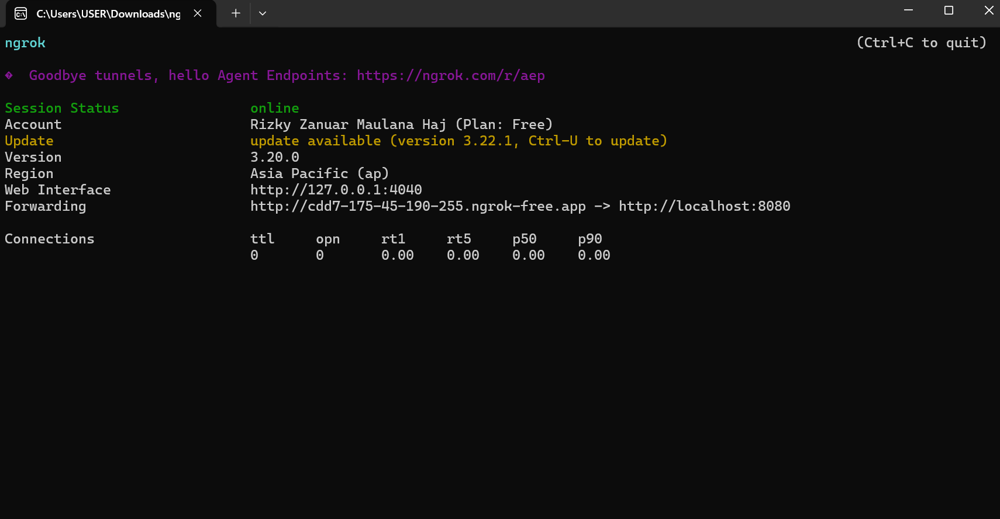 C:\Users\USER\Downloads\ng
ngrok (Ctrl+C to quit)
� Goodbye tunnels, hello Agent Endpoints: https://ngrok.com/r/aep
Session Status online
Account Rizky Zanuar Maulana Haj (Plan: Free)
Update update available (version 3.22.1, Ctrl-U to update)
Version 3.20.0
Region Asia Pacific (ap)
Web Interface http://127.0.0.1:4040
Forwarding http://cdd7-175-45-190-255.ngrok-free.app -> http://localhost:8080
Connections ttl opn rt1 rt5 p50 p90
0 0 0.00 0.00 0.00 0.00